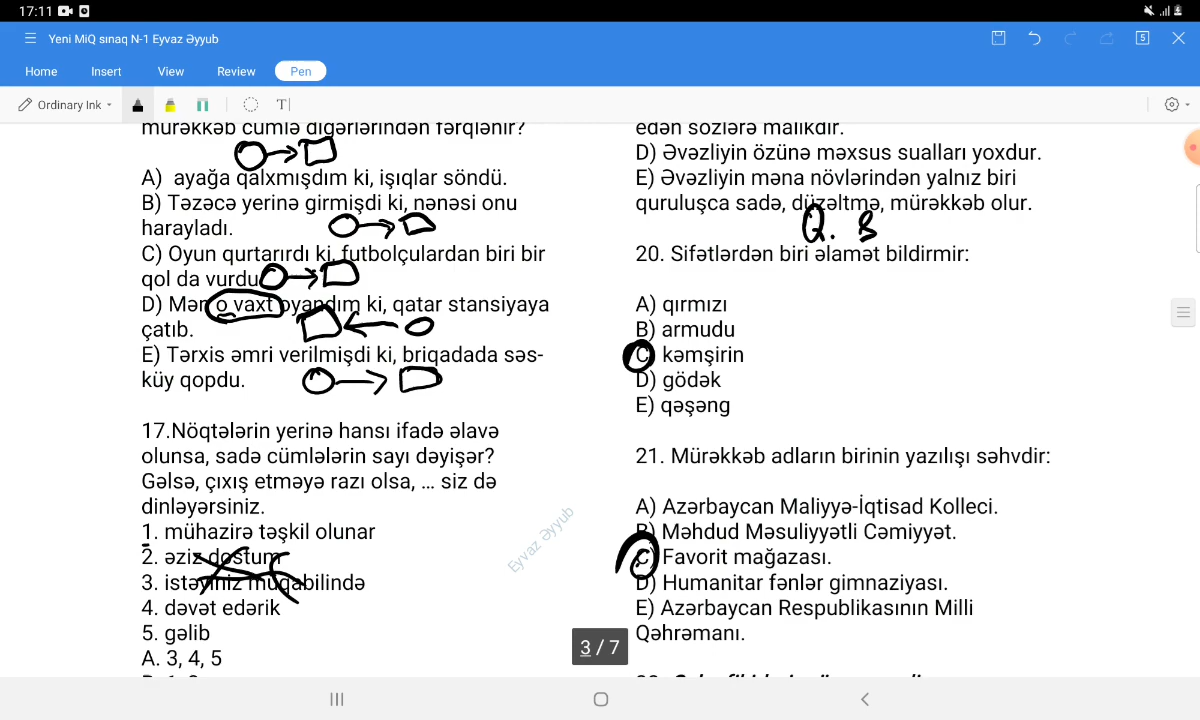 17:11
Yeni MiQ sınaq N-1 Eyvaz Əyyub
5
Home Insert View Review Pen
Ordinary Ink T
mürəkkəb cümlə digərlərindən fərqlənir?
A) ayağa qalxmışdım ki, işıqlar söndü.
B) Təzəcə yerinə girmişdi ki, nənəsi onu
harayladı.
C) Oyun qurtarırdı ki, futbolçulardan biri bir
qol da vurdu
D) Mən o vaxt oyandım ki, qatar stansiyaya
çatıb.
E) Tərxis əmri verilmişdi ki, briqadada səs-
küy qopdu.
17.Nöqtələrin yerinə hansı ifadə əlavə
olunsa, sadə cümlələrin sayı dəyişər?
Gəlsə, çıxış etməyə razı olsa, ... siz də
dinləyərsiniz.
1. mühazirə təşkil olunar
2. əziz dostum
3. istəyiniz müqabilində
4. dəvət edərik
5. gəlib
A. 3, 4, 5
edən sözlərə malikdir.
D) Əvəzliyin özünə məxsus sualları yoxdur.
E) Əvəzliyin məna növlərindən yalnız biri
quruluşca sadə, düzəltmə, mürəkkəb olur.
Q. B
20. Sifətlərdən biri əlamət bildirmir:
A) qırmızı
B) armudu
C) kəmşirin
D) gödək
E) qəşəng
21. Mürəkkəb adların birinin yazılışı səhvdir:
A) Azərbaycan Maliyyə-İqtisad Kolleci.
B) Məhdud Məsuliyyətli Cəmiyyət.
C) Favorit mağazası.
D) Humanitar fənlər gimnaziyası.
E) Azərbaycan Respublikasının Milli
Qəhrəmanı.
Eyvaz Əyyub
3 / 7